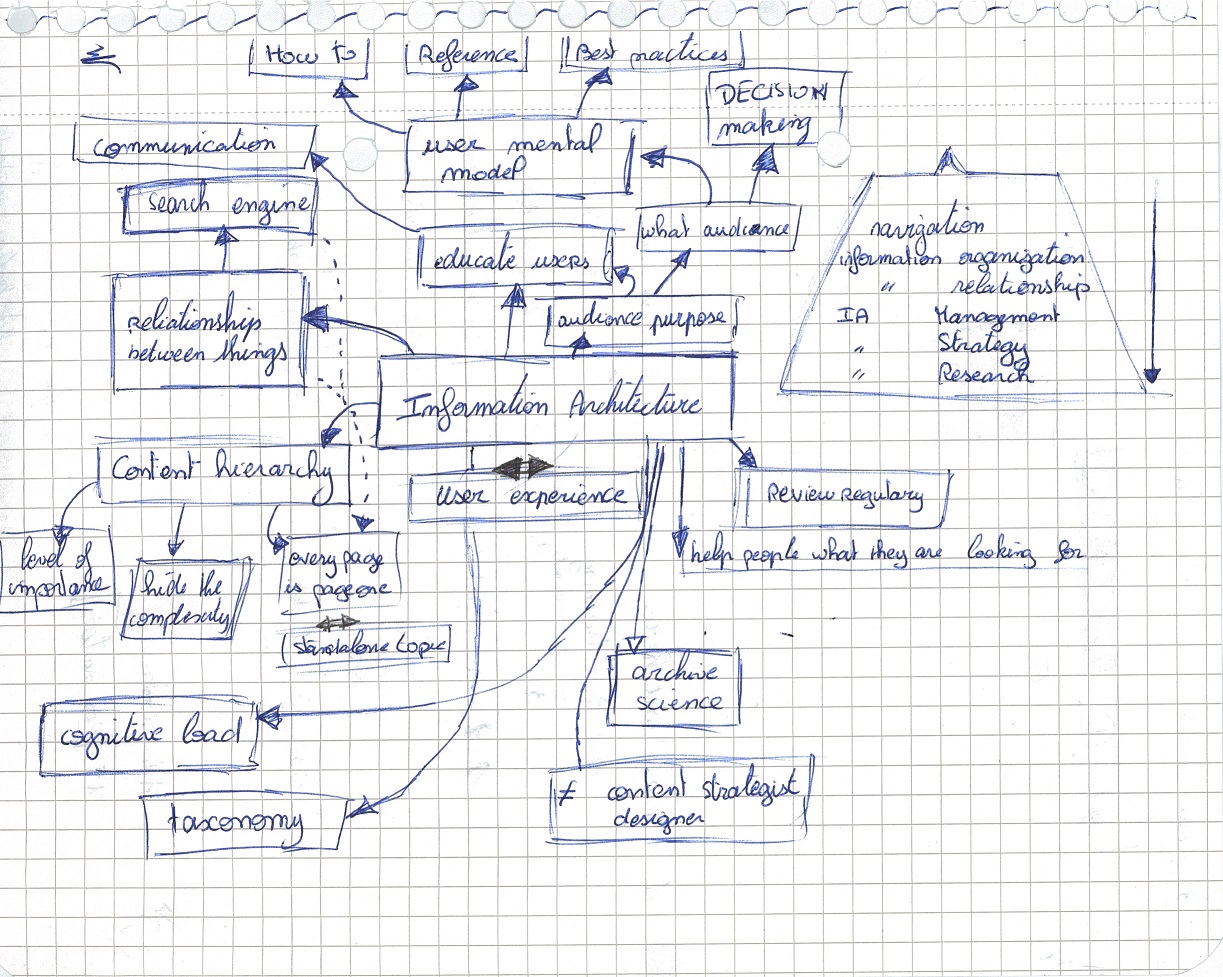 How to
Reference
Best practices
DECISION
making
communication
user mental
model
search engine
what audiance
educate users
audiance purpose
Reliationship
between things
Information Architecture
navigation
information organization
" relationship
IA Management
" Strategy
" Research
Content hierarchy
user experience
Review Regulary
level of
importance
hide the
complexity
every page
is page one
standalone topic
help people what they are looking for
archive
science
cognitive load
taxonomy
≠ content strategist
designer